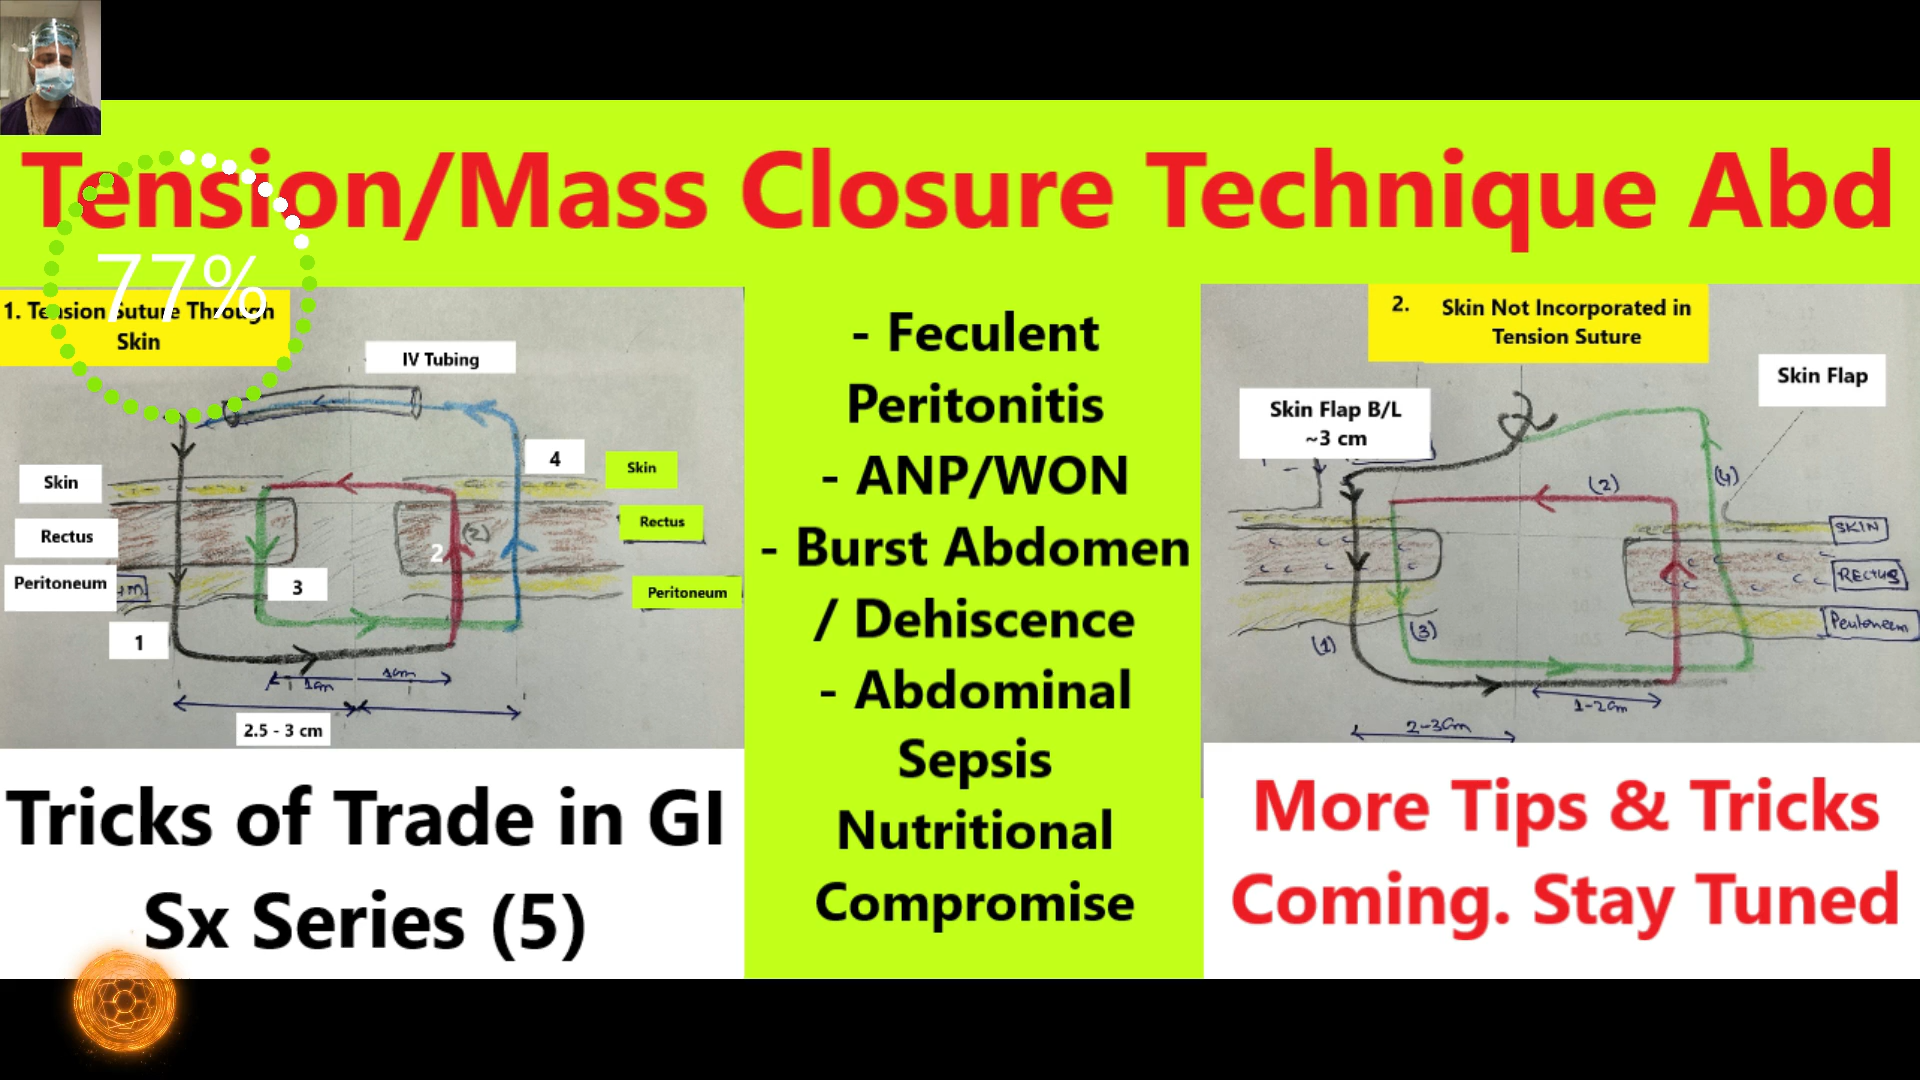 Tension/Mass Closure Technique Abd
77%
1. Tension Suture Through
Skin
IV Tubing
4
Skin
Skin
Rectus
Rectus
(2)
2
Peritoneum
Peritoneum
3
1
1cm
1cm
2.5 - 3 cm
Tricks of Trade in GI
Sx Series (5)
- Feculent
Peritonitis
- ANP/WON
- Burst Abdomen
/ Dehiscence
- Abdominal
Sepsis
Nutritional
Compromise
2. Skin Not Incorporated in
Tension Suture
Skin Flap
Skin Flap B/L
~3 cm
(2)
(4)
SKIN
RECTUS
Peritoneum
(3)
(1)
1-2cm
2-3cm
More Tips & Tricks
Coming. Stay Tuned